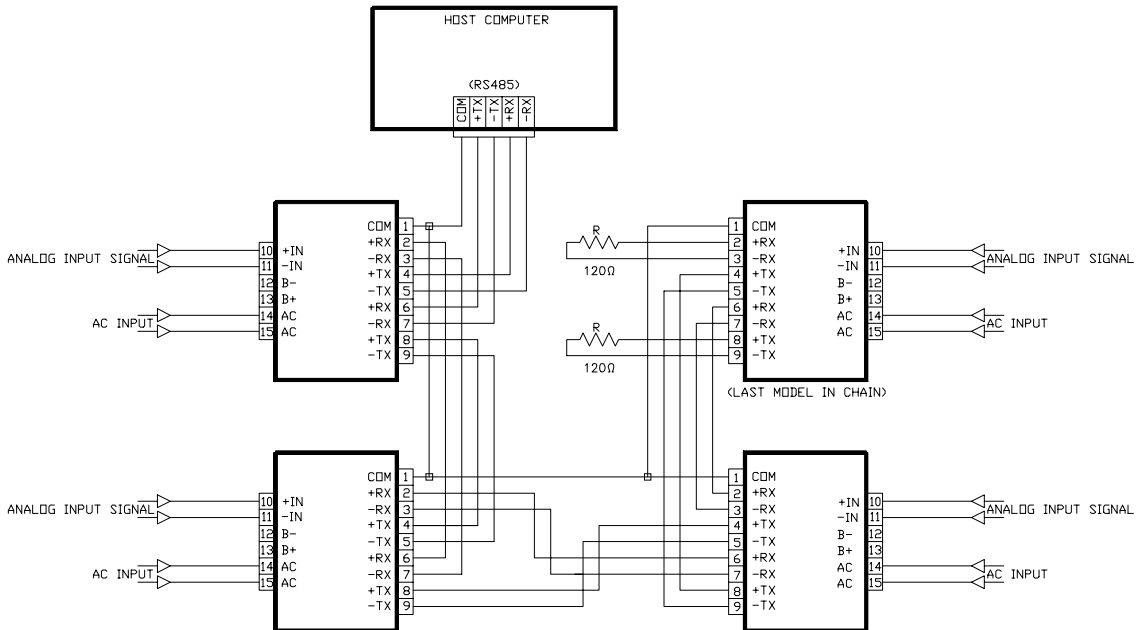 HOST COMPUTER
(RS485)
COM
+TX
-TX
+RX
-RX
ANALOG INPUT SIGNAL
AC INPUT
10 +IN
11 -IN
12 B-
13 B+
14 AC
15 AC
COM 1
+RX 2
-RX 3
+TX 4
-TX 5
+RX 6
-RX 7
+TX 8
-TX 9
R
120Ω
R
120Ω
1 COM
2 +RX
3 -RX
4 +TX
5 -TX
6 +RX
7 -RX
8 +TX
9 -TX
+IN 10
-IN 11
B- 12
B+ 13
AC 14
AC 15
ANALOG INPUT SIGNAL
AC INPUT
(LAST MODEL IN CHAIN)
ANALOG INPUT SIGNAL
AC INPUT
10 +IN
11 -IN
12 B-
13 B+
14 AC
15 AC
COM 1
+RX 2
-RX 3
+TX 4
-TX 5
+RX 6
-RX 7
+TX 8
-TX 9
1 COM
2 +RX
3 -RX
4 +TX
5 -TX
6 +RX
7 -RX
8 +TX
9 -TX
+IN 10
-IN 11
B- 12
B+ 13
AC 14
AC 15
ANALOG INPUT SIGNAL
AC INPUT